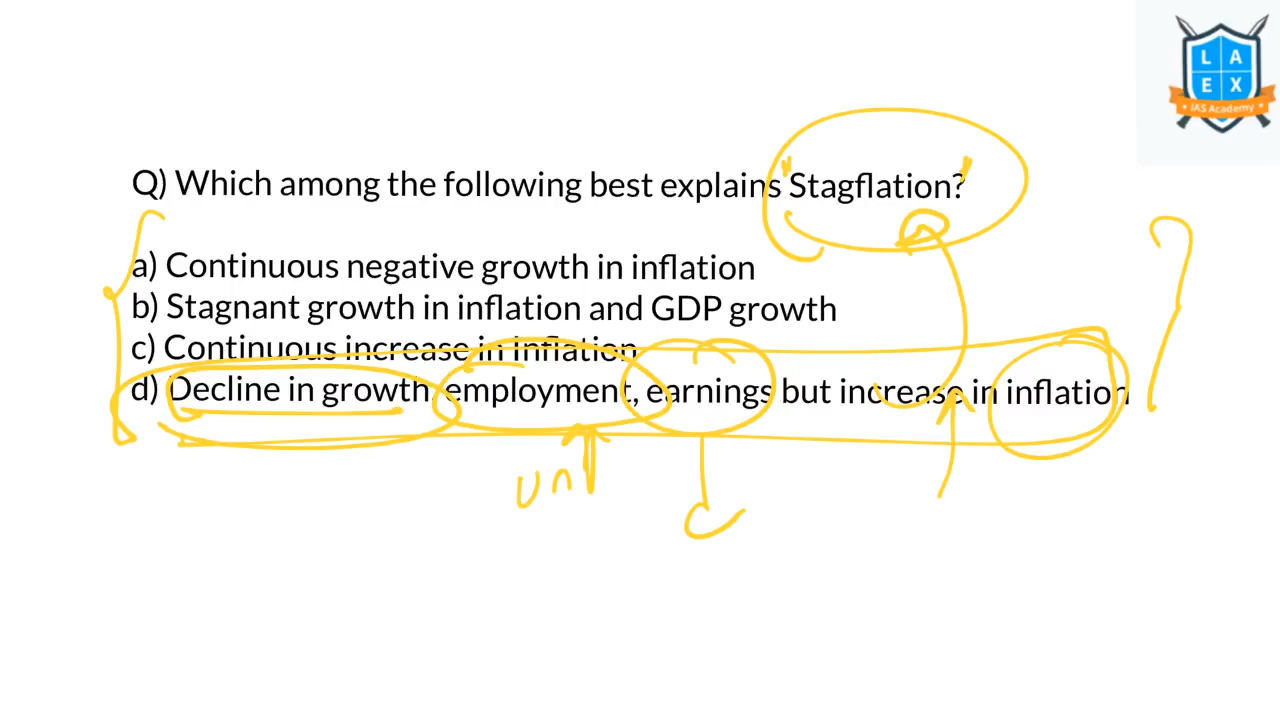 L A
E X
IAS Academy
Q) Which among the following best explains Stagflation?
a) Continuous negative growth in inflation
b) Stagnant growth in inflation and GDP growth
c) Continuous increase in inflation
d) Decline in growth, employment, earnings but increase in inflation
un